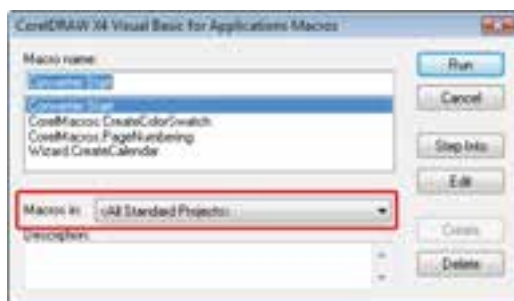 CorelDRAW X4 Visual Basic for Applications Macros
Macro name:
Converter.Start
Converter.Start
CorelMacros.CreateColorSwatch
CorelMacros.PageNumbering
Wizard.CreateCalendar
Macros in: <All Standard Projects>
Description:
Run
Cancel
Step Into
Edit
Create
Delete